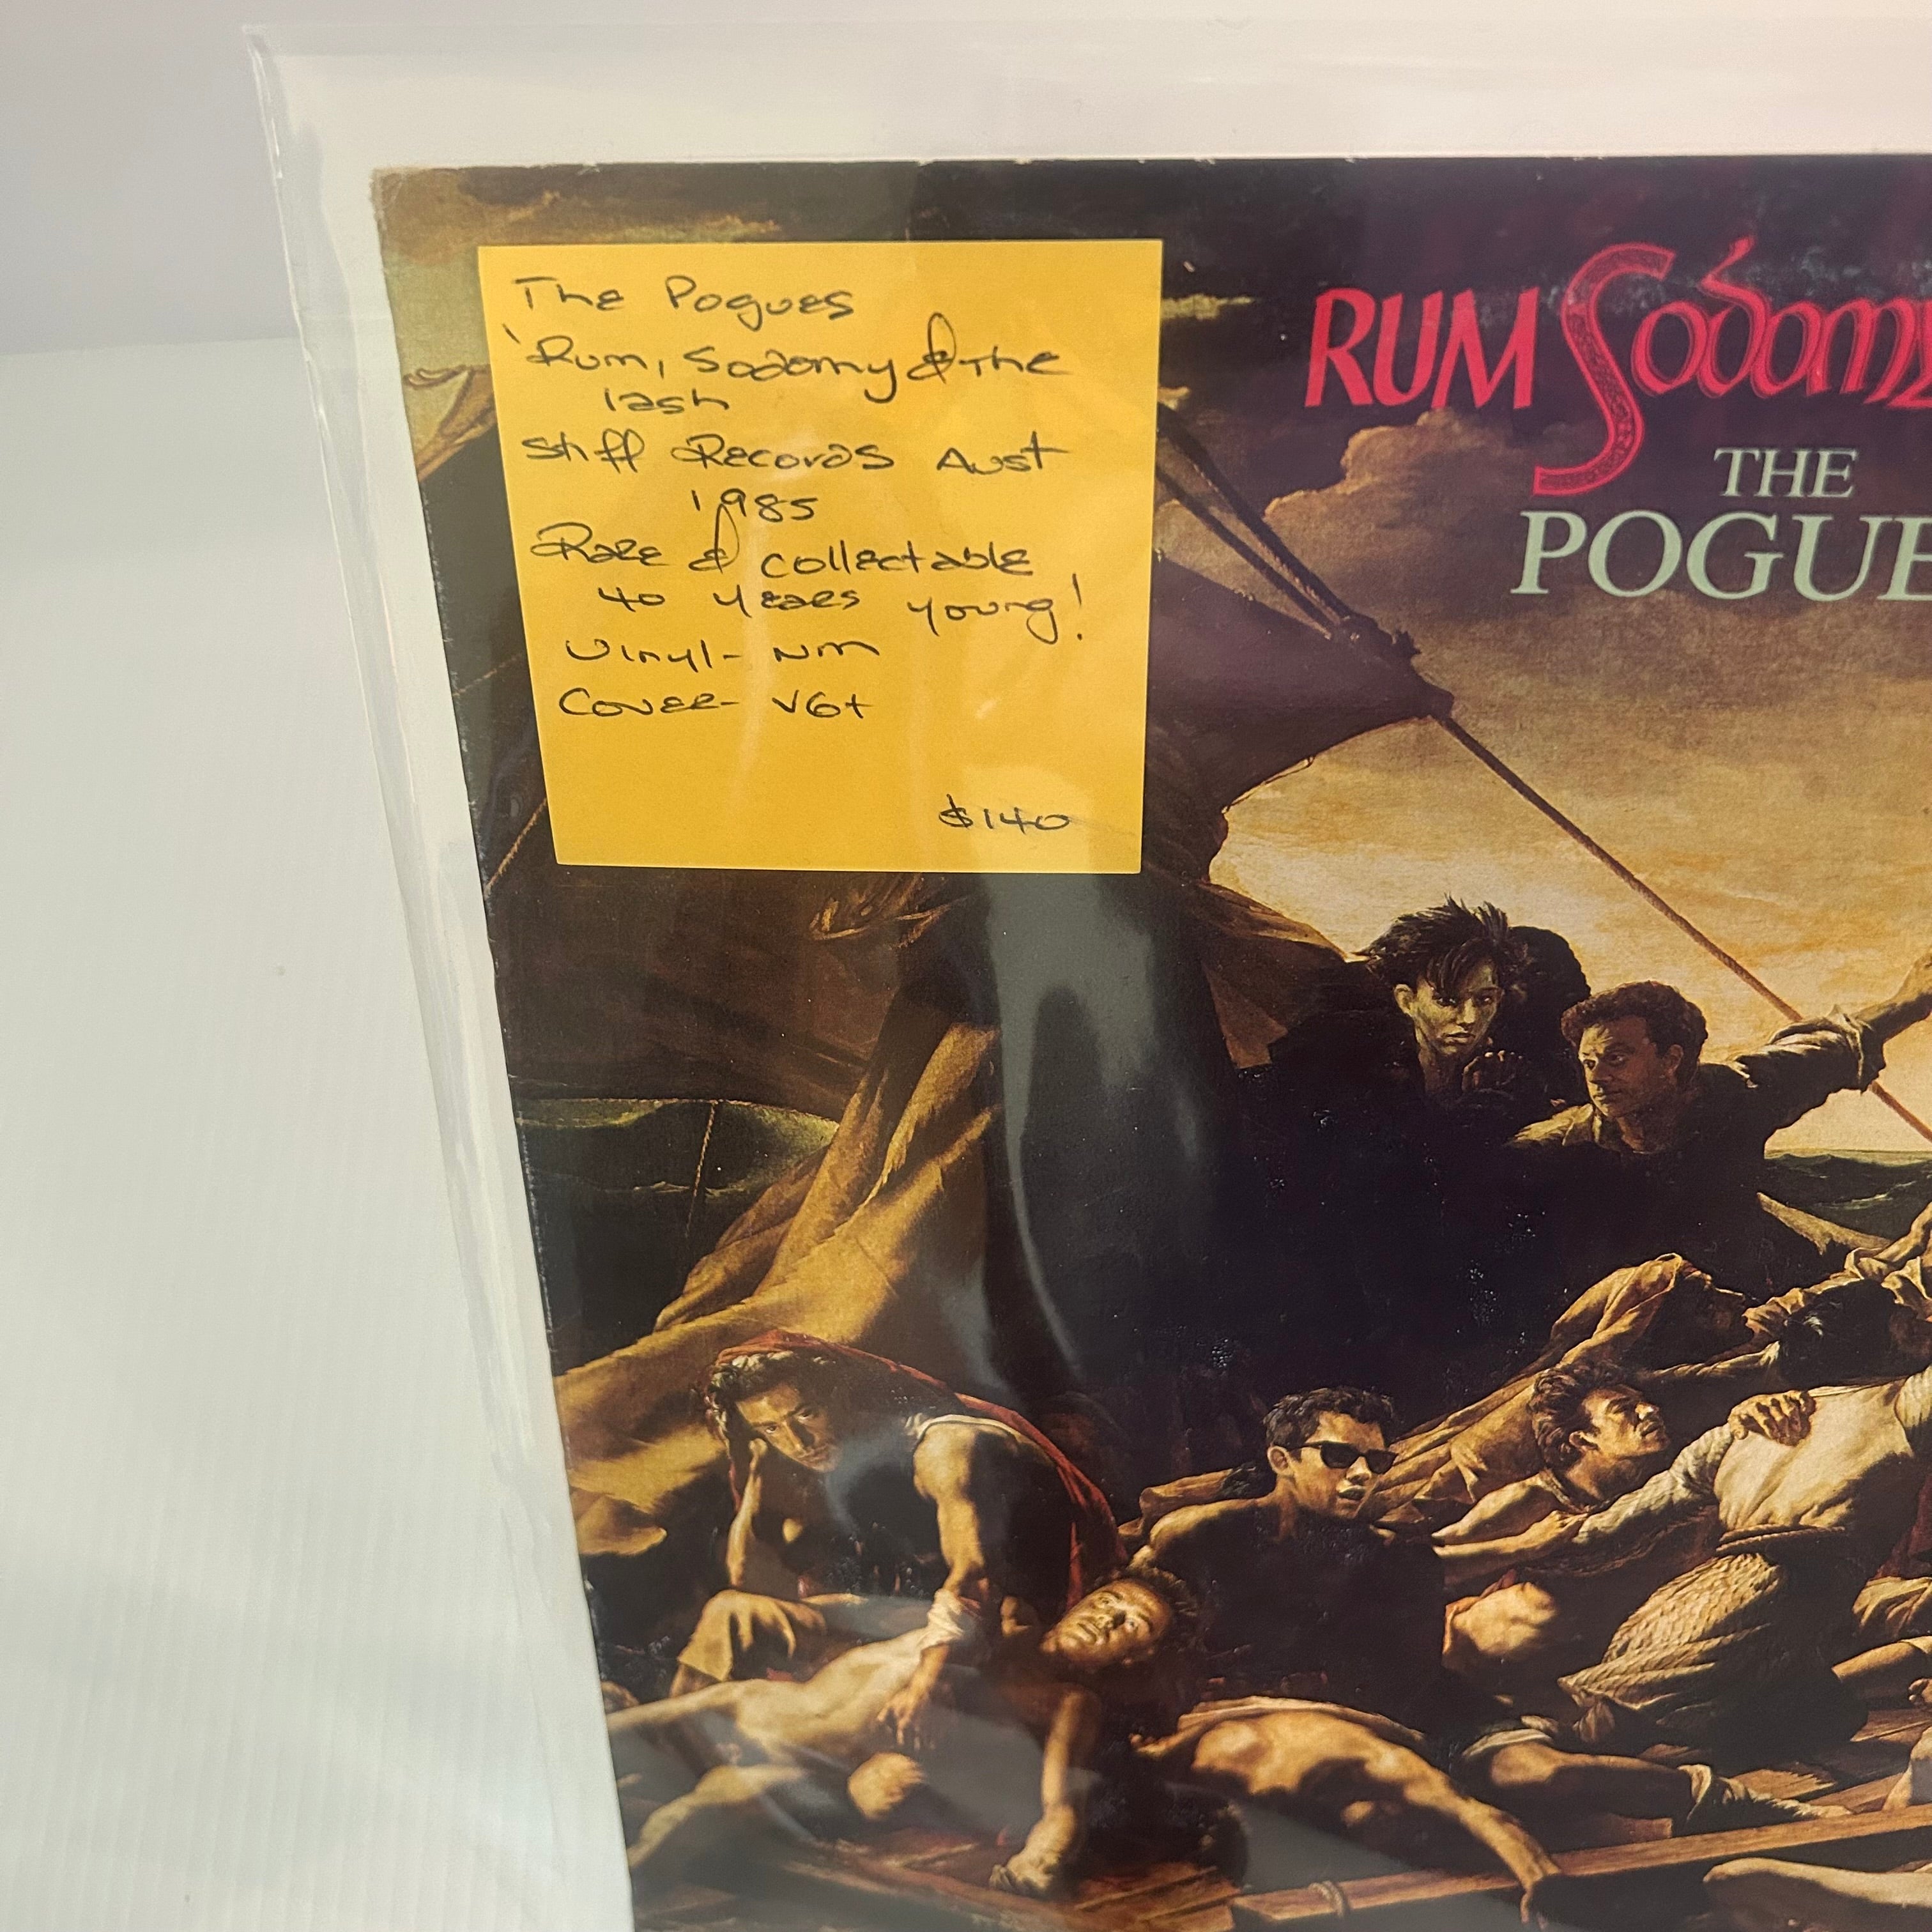 The Pogues
'Rum, Sodomy & The
lash
Stiff Records Aust
1985
Rare & collectable
40 years young!
Vinyl - NM
Cover - VG+
$140
RUM Sodomy
THE
POGUE